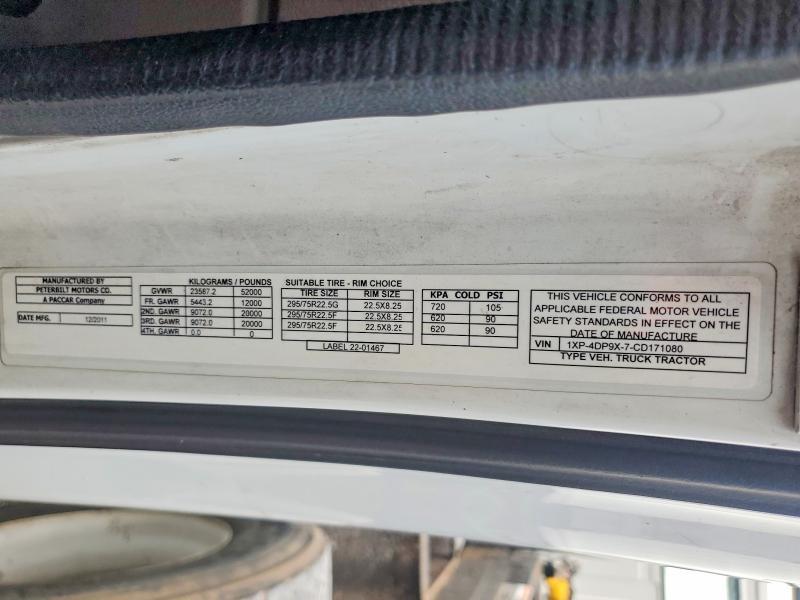 MANUFACTURED BY
PETERBILT MOTORS CO.
A PACCAR Company
DATE MFG. 12/2011
KILOGRAMS / POUNDS
GVWR 23587.2 52000
FR. GAWR 5443.2 12000
2ND. GAWR 9072.0 20000
3RD. GAWR 9072.0 20000
4TH. GAWR 0.0 0
SUITABLE TIRE - RIM CHOICE
TIRE SIZE RIM SIZE
295/75R22.5G 22.5X8.25
295/75R22.5F 22.5X8.25
295/75R22.5F 22.5X8.25
LABEL 22-01467
KPA COLD PSI
720 105
620 90
620 90
THIS VEHICLE CONFORMS TO ALL
APPLICABLE FEDERAL MOTOR VEHICLE
SAFETY STANDARDS IN EFFECT ON THE
DATE OF MANUFACTURE
VIN 1XP-4DP9X-7-CD171080
TYPE VEH. TRUCK TRACTOR